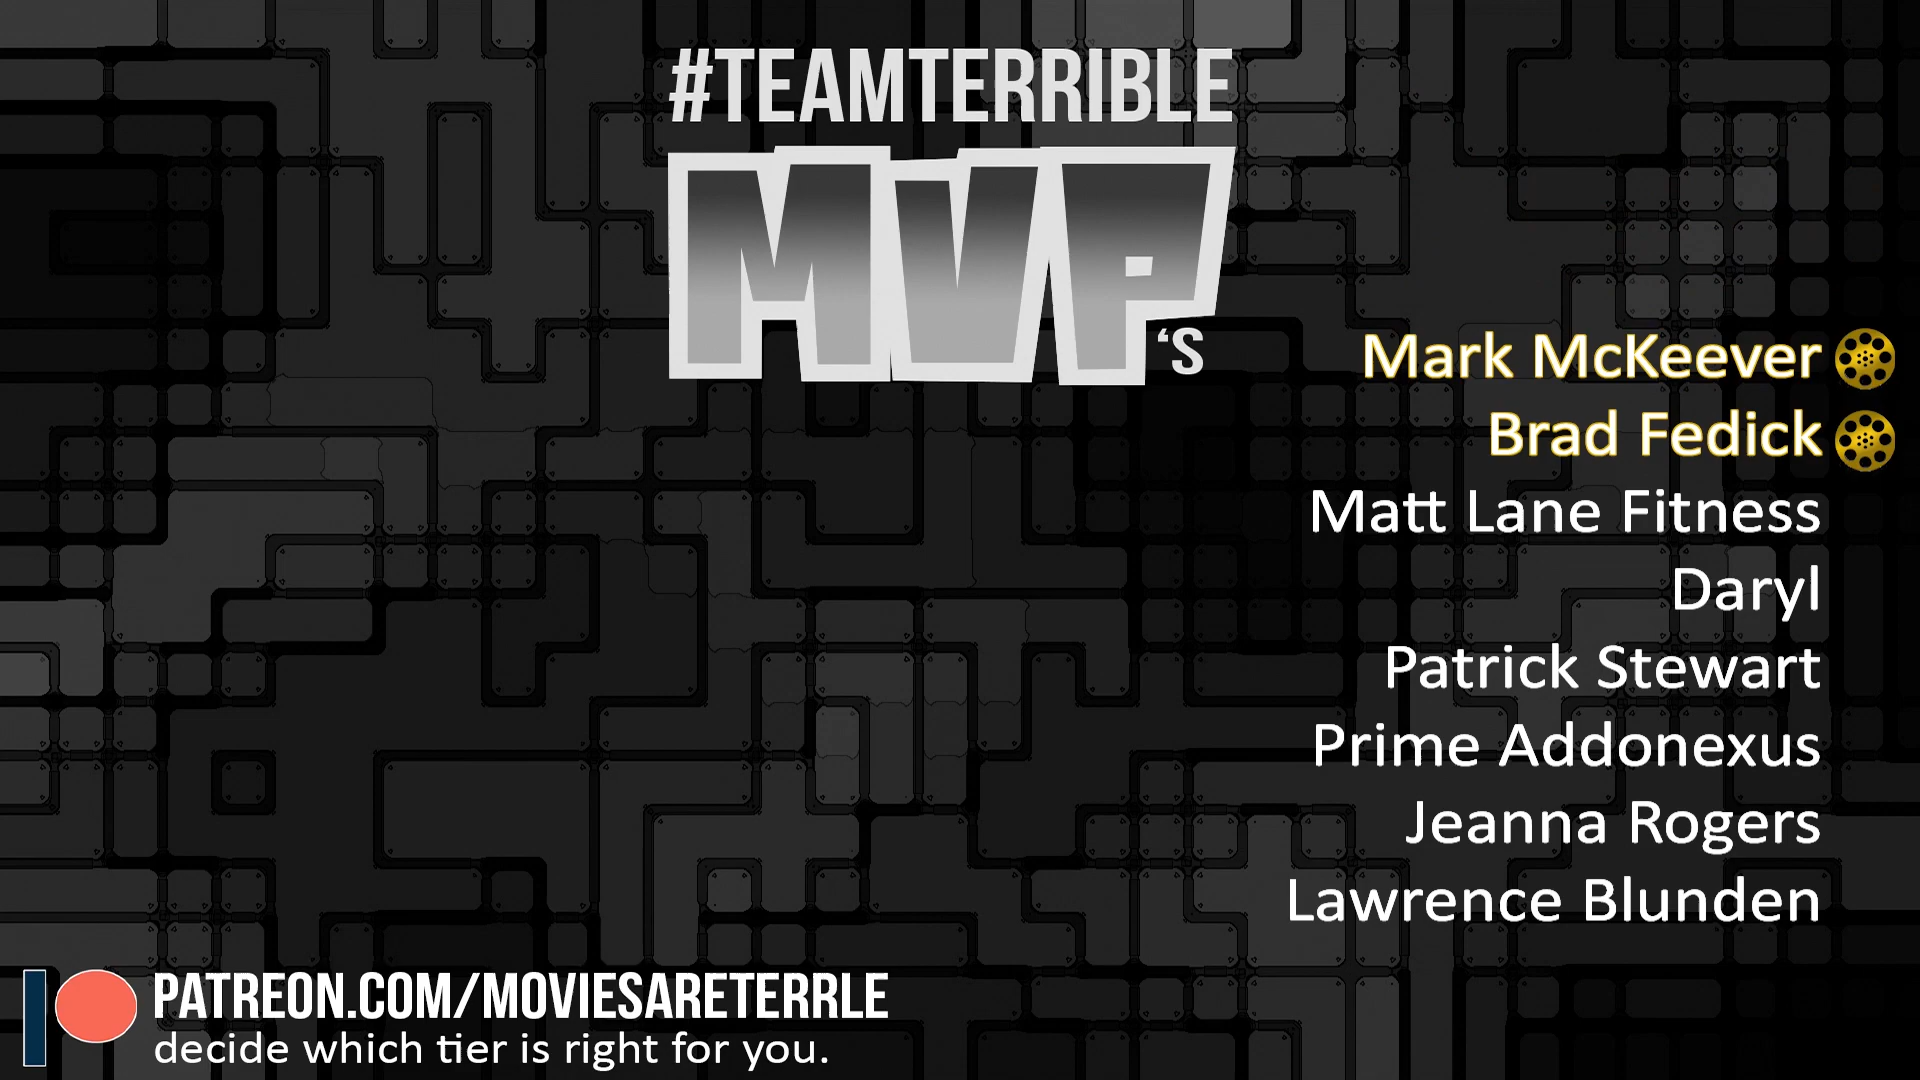 #TEAMTERRIBLE
MVP'S
Mark McKeever
Brad Fedick
Matt Lane Fitness
Daryl
Patrick Stewart
Prime Addonexus
Jeanna Rogers
Lawrence Blunden
PATREON.COM/MOVIESARETERRLE
decide which tier is right for you.